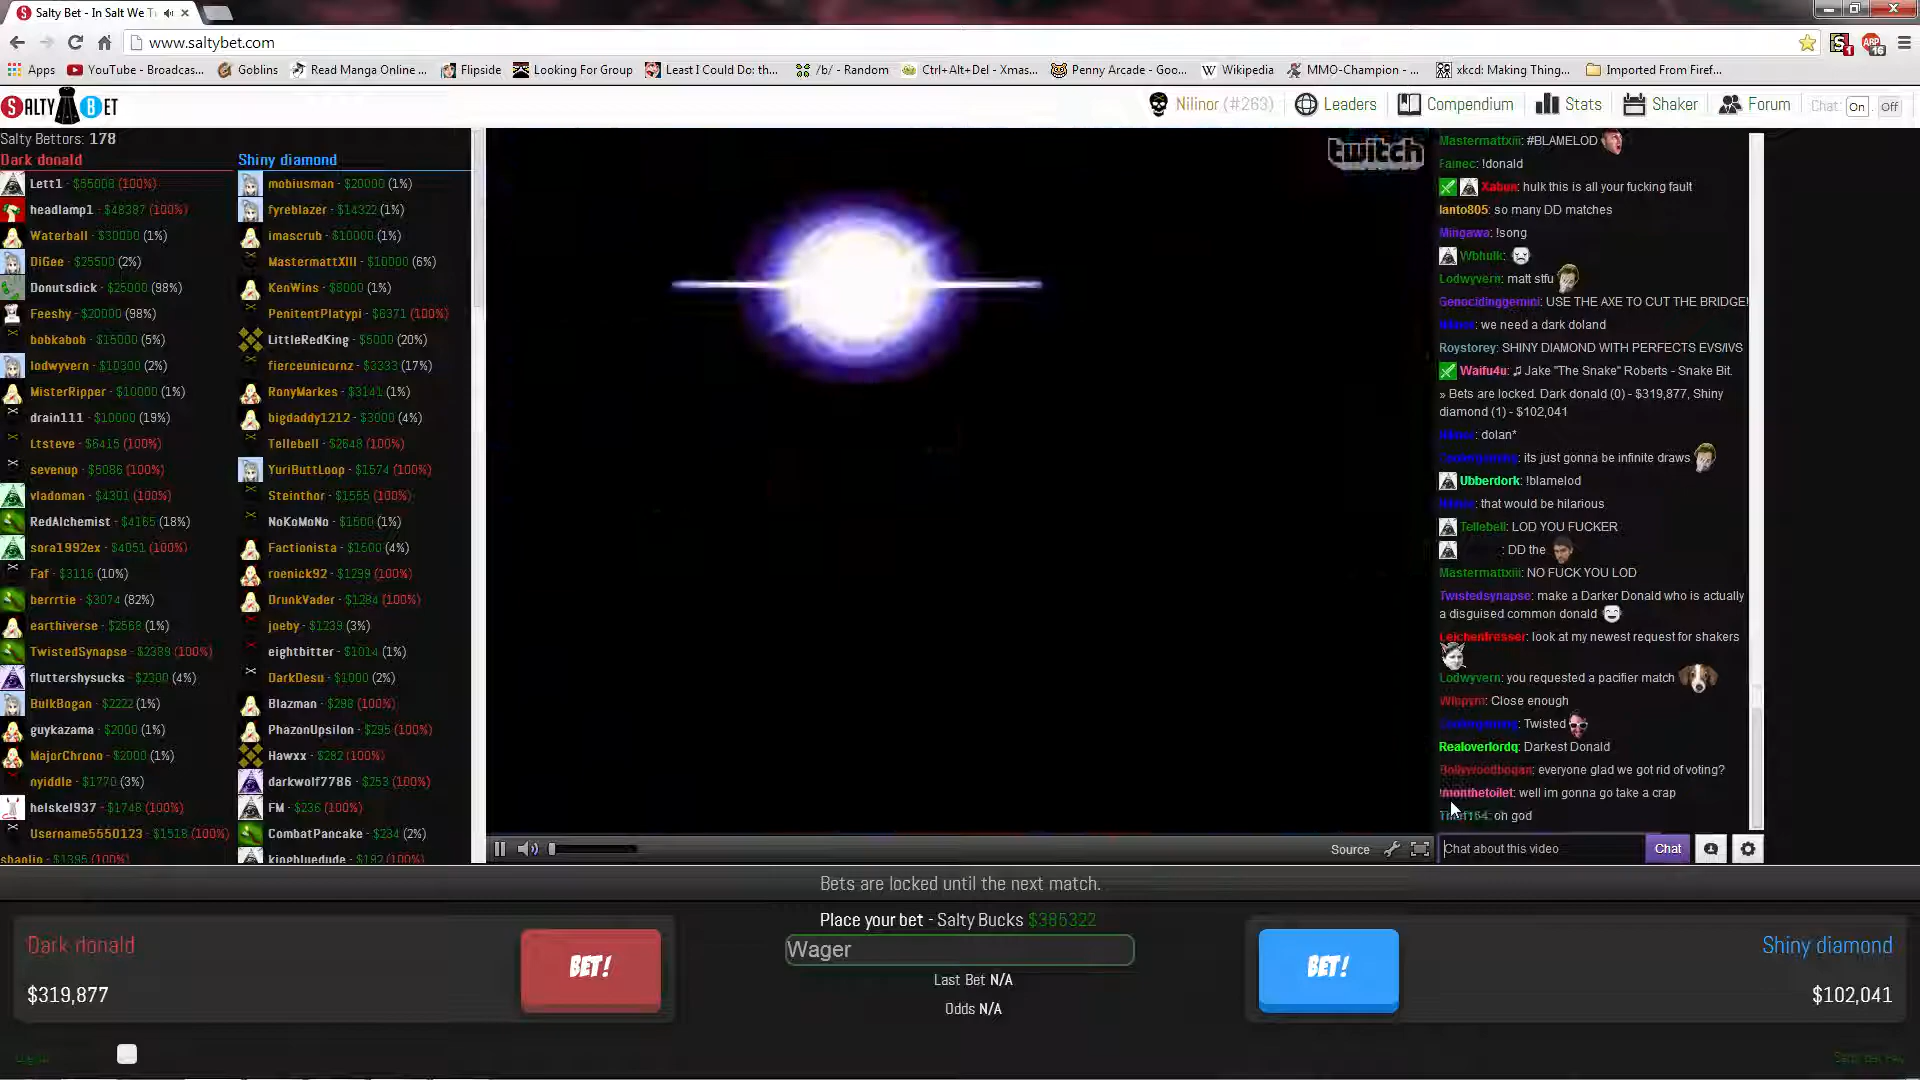 Salty Bet - In Salt We T
www.saltybet.com
Apps
YouTube - Broadcas...
Goblins
Read Manga Online ...
Flipside
Looking For Group
Least I Could Do: th...
/b/ - Random
Ctrl+Alt+Del - Xmas...
Penny Arcade - Goo...
Wikipedia
MMO-Champion - ...
xkcd: Making Thing...
Imported From Firef...
SALTY BET
Nilinor (#263)
Leaders
Compendium
Stats
Shaker
Forum
Chat: On . Off
Salty Bettors: 178
Dark donald
Lett1 - $55008 (100%)
headlamp1 - $48387 (100%)
Waterball - $30000 (1%)
DiGee - $25500 (2%)
Donutsdick - $25000 (98%)
Feeshy - $20000 (98%)
bobkabob - $15000 (5%)
lodwyvern - $10300 (2%)
MisterRipper - $10000 (1%)
drain111 - $10000 (19%)
Ltsteve - $6415 (100%)
sevenup - $5086 (100%)
vladoman - $4301 (100%)
RedAlchemist - $4165 (18%)
sora1992ex - $4051 (100%)
Faf - $3116 (10%)
berrrtie - $3074 (82%)
earthiverse - $2568 (1%)
TwistedSynapse - $2389 (100%)
fluttershysucks - $2300 (4%)
BulkBogan - $2222 (1%)
guykazama - $2000 (1%)
MajorChrono - $2000 (1%)
nyiddle - $1770 (3%)
helskel937 - $1748 (100%)
Username5550123 - $1518 (100%)
Shiny diamond
mobiusman - $20000 (1%)
fyreblazer - $14322 (1%)
imascrub - $10000 (1%)
MastermattXIII - $10000 (6%)
KenWins - $8000 (1%)
PenitentPlatypi - $6371 (100%)
LittleRedKing - $5000 (20%)
fierceunicornz - $3333 (17%)
RonyMarkes - $3141 (1%)
bigdaddy1212 - $3000 (4%)
Tellebell - $2648 (100%)
YuriButtLoop - $1574 (100%)
Steinthor - $1555 (100%)
NoKoMoNo - $1500 (1%)
Factionista - $1500 (4%)
roenick92 - $1299 (100%)
DrunkVader - $1284 (100%)
joeby - $1239 (3%)
eightbitter - $1014 (1%)
DarkDesu - $1000 (2%)
Blazman - $298 (100%)
PhazonUpsilon - $295 (100%)
Hawxx - $282 (100%)
darkwolf7786 - $253 (100%)
FM - $236 (100%)
CombatPancake - $234 (2%)
kingbluedude - $192 (100%)
twitch
Source
Mastermattxiii: #BLAMELOD
Fainec: !donald
Xabun: hulk this is all your fucking fault
Ianto805: so many DD matches
Mingawa: !song
Wbhulk:
Lodwyvern: matt stfu
Genocidinggemini: USE THE AXE TO CUT THE BRIDGE!
we need a dark doland
Roystorey: SHINY DIAMOND WITH PERFECTS EVS/IVS
Waifu4u: ♫ Jake "The Snake" Roberts - Snake Bit.
» Bets are locked. Dark donald (0) - $319,877, Shiny
diamond (1) - $102,041
dolan*
its just gonna be infinite draws
Ubberdork: !blamelod
that would be hilarious
Tellebell: LOD YOU FUCKER
: DD the
Mastermattxiii: NO FUCK YOU LOD
Twistedsynapse: make a Darker Donald who is actually
a disguised common donald
Leichenfresser: look at my newest request for shakers
Lodwyvern: you requested a pacifier match
Close enough
Twisted
Realoverlordq: Darkest Donald
everyone glad we got rid of voting?
Imonthetoilet: well im gonna go take a crap
oh god
Chat about this video
Chat
Bets are locked until the next match.
Place your bet - Salty Bucks $385322
Wager
Last Bet N/A
Odds N/A
Dark donald
$319,877
BET!
BET!
Shiny diamond
$102,041